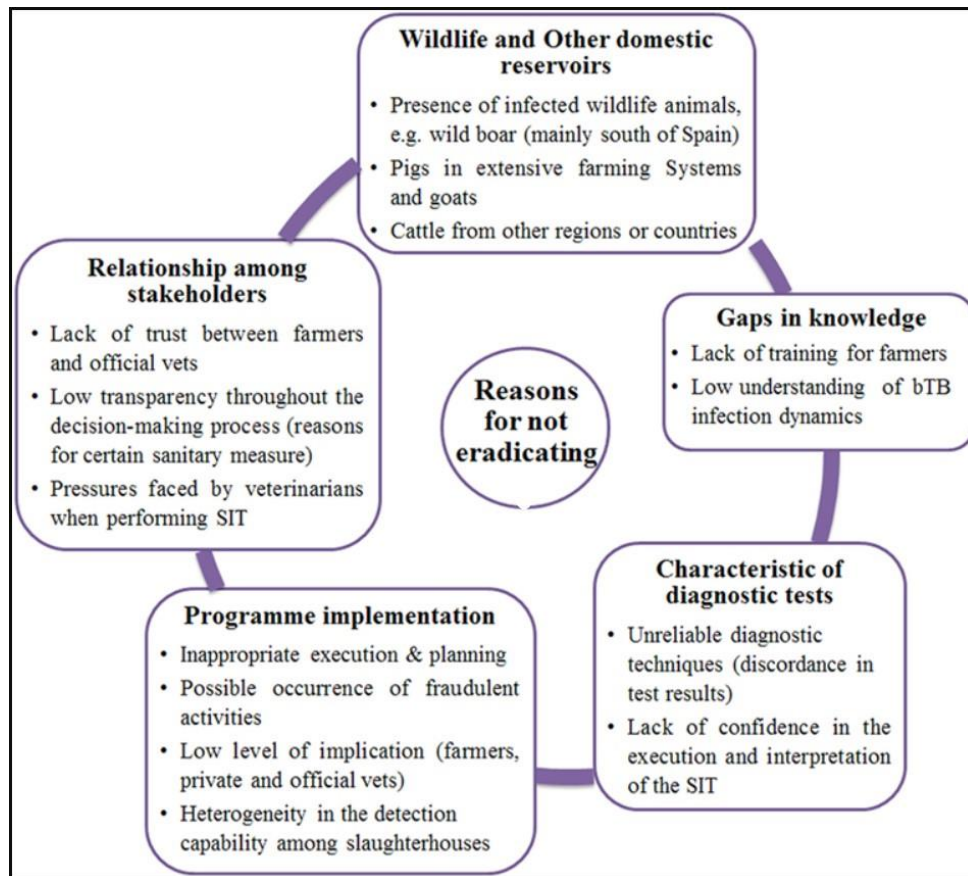 Wildlife and Other domestic
reservoirs
• Presence of infected wildlife animals,
e.g. wild boar (mainly south of Spain)
• Pigs in extensive farming Systems
and goats
• Cattle from other regions or countries
Relationship among
stakeholders
• Lack of trust between farmers
and official vets
• Low transparency throughout the
decision-making process (reasons
for certain sanitary measure)
• Pressures faced by veterinarians
when performing SIT
Reasons
for not
eradicating
Gaps in knowledge
• Lack of training for farmers
• Low understanding of bTB
infection dynamics
Programme implementation
• Inappropriate execution & planning
• Possible occurrence of fraudulent
activities
• Low level of implication (farmers,
private and official vets)
• Heterogeneity in the detection
capability among slaughterhouses
Characteristic of
diagnostic tests
• Unreliable diagnostic
techniques (discordance in
test results)
• Lack of confidence in the
execution and interpretation
of the SIT